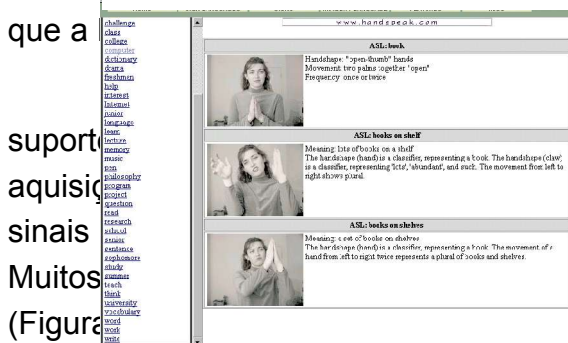 que a
suport
aquisiç
sinais
Muitos
(Figura
challenge
class
college
computer
dictionary
drama
freshman
help
interest
Internet
junior
language
learn
lecture
memory
music
pen
philosophy
program
project
question
read
research
school
senior
sentence
sophomore
study
summer
teach
think
university
vocabulary
word
work
write
www.handspeak.com
ASL: book
Handshape: "open-thumb" hands
Movement: two palms together "open"
Frequency: once or twice
ASL: books on shelf
Meaning: lots of books on a shelf
The handshape (hand) is a classifier, representing a book. The handshape (claw)
is a classifier, representing 'lots', 'abundant', and such. The movement from left to
right shows plural.
ASL: books on shelves
Meaning: a set of books on shelves
The handshape (hand) is a classifier, representing a book. The movement of a
hand from left to right twice represents a plural of books and shelves.